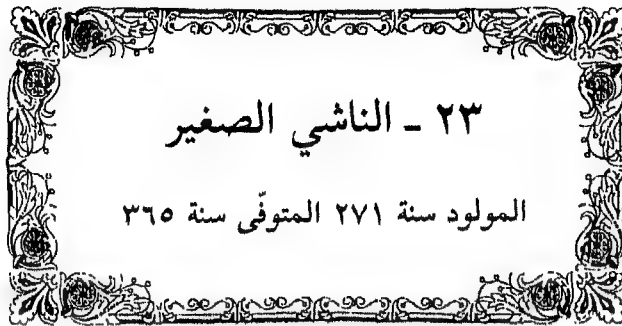 ٢٣ ـ الناشي الصغير
المولود سنة ٢٧١ المتوفّى سنة ٣٦٥